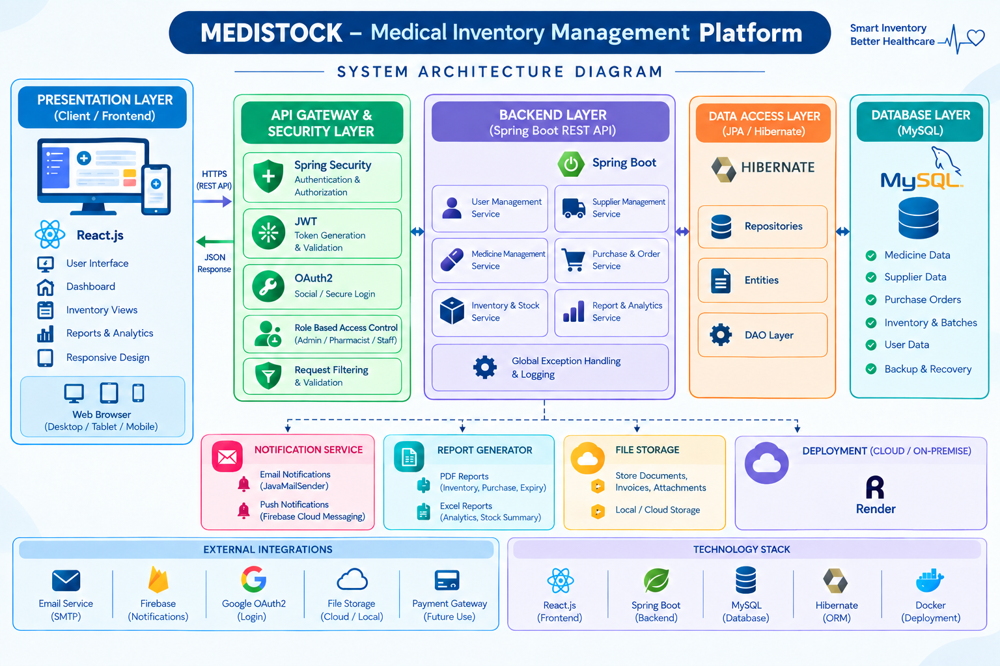 MEDISTOCK – Medical Inventory Management Platform
Smart Inventory
Better Healthcare
SYSTEM ARCHITECTURE DIAGRAM
PRESENTATION LAYER
(Client / Frontend)
React.js
User Interface
Dashboard
Inventory Views
Reports & Analytics
Responsive Design
Web Browser
(Desktop / Tablet / Mobile)
HTTPS
(REST API)
JSON
Response
API GATEWAY &
SECURITY LAYER
Spring Security
Authentication &
Authorization
JWT
Token Generation
& Validation
OAuth2
Social / Secure Login
Role Based Access Control
(Admin / Pharmacist / Staff)
Request Filtering
& Validation
BACKEND LAYER
(Spring Boot REST API)
Spring Boot
User Management
Service
Supplier Management
Service
Medicine Management
Service
Purchase & Order
Service
Inventory & Stock
Service
Report & Analytics
Service
Global Exception Handling
& Logging
DATA ACCESS LAYER
(JPA / Hibernate)
HIBERNATE
Repositories
Entities
DAO Layer
DATABASE LAYER
(MySQL)
MySQL
Medicine Data
Supplier Data
Purchase Orders
Inventory & Batches
User Data
Backup & Recovery
NOTIFICATION SERVICE
Email Notifications
(JavaMailSender)
Push Notifications
(Firebase Cloud Messaging)
REPORT GENERATOR
PDF Reports
(Inventory, Purchase, Expiry)
Excel Reports
(Analytics, Stock Summary)
FILE STORAGE
Store Documents,
Invoices, Attachments
Local / Cloud Storage
DEPLOYMENT (CLOUD / ON-PREMISE)
Render
EXTERNAL INTEGRATIONS
Email Service
(SMTP)
Firebase
(Notifications)
Google OAuth2
(Login)
File Storage
(Cloud / Local)
Payment Gateway
(Future Use)
TECHNOLOGY STACK
React.js
(Frontend)
Spring Boot
(Backend)
MySQL
(Database)
Hibernate
(ORM)
Docker
(Deployment)